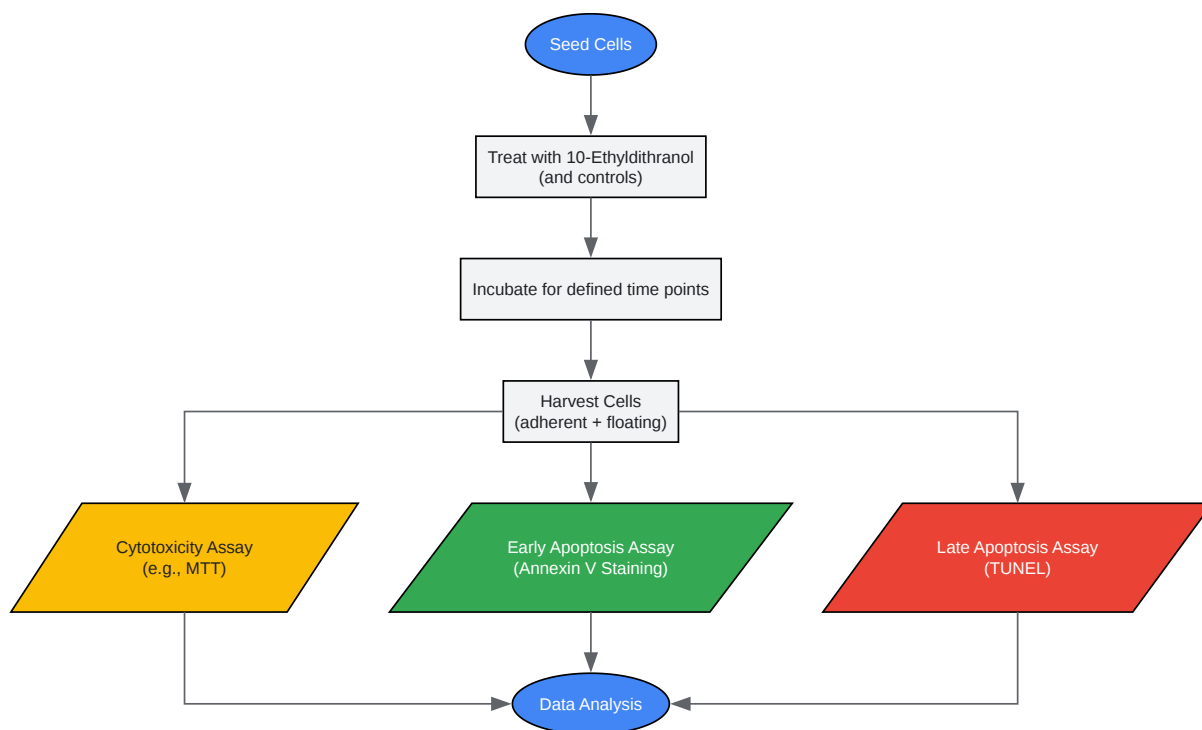 Seed Cells
Treat with 10-Ethyldithranol
(and controls)
Incubate for defined time points
Harvest Cells
(adherent + floating)
Cytotoxicity Assay
(e.g., MTT)
Early Apoptosis Assay
(Annexin V Staining)
Late Apoptosis Assay
(TUNEL)
Data Analysis